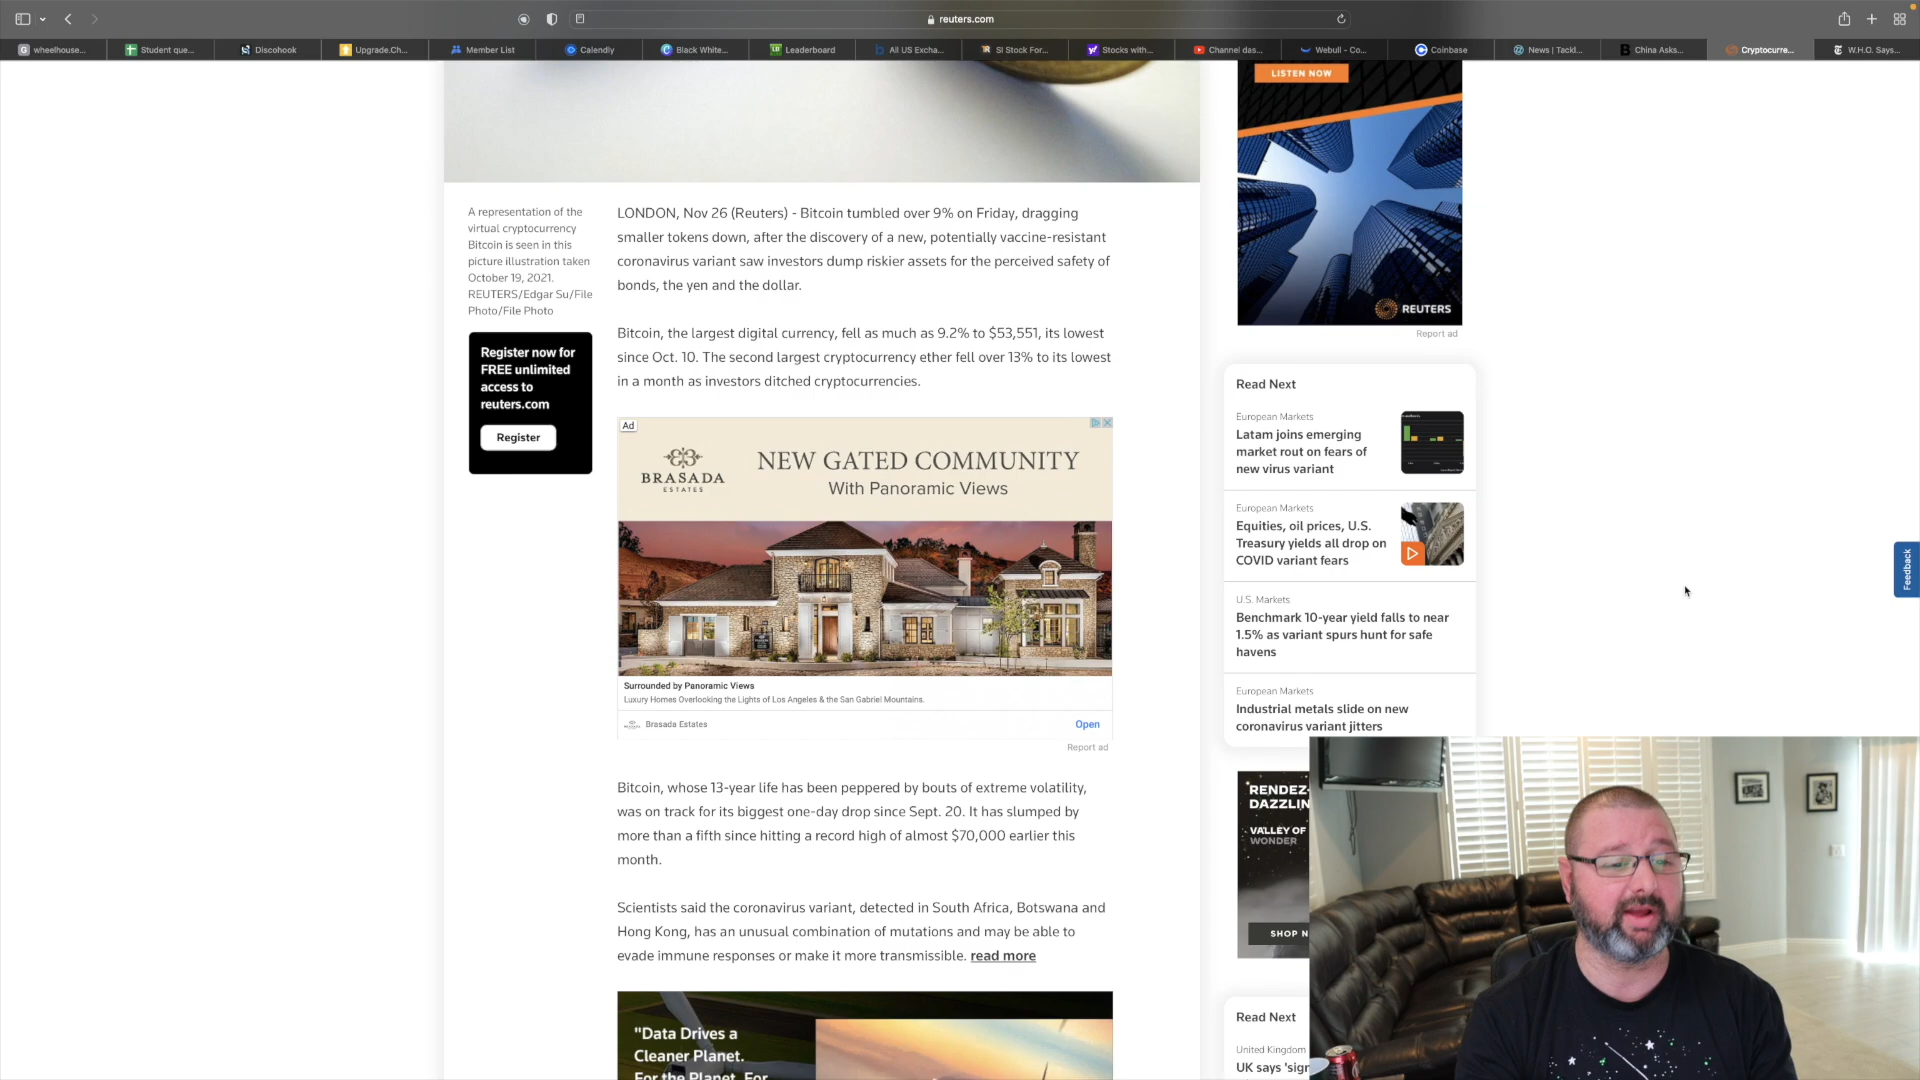 reuters.com
wheelhouse...
Student que...
Discohook
Upgrade.Ch...
Member List
Calendly
Black White...
Leaderboard
All US Excha...
SI Stock For...
Stocks with...
Channel das...
Webull - Co...
Coinbase
News | Tackl...
China Asks...
Cryptocurre...
W.H.O. Says...
LISTEN NOW
REUTERS
Report ad
A representation of the
virtual cryptocurrency
Bitcoin is seen in this
picture illustration taken
October 19, 2021.
REUTERS/Edgar Su/File
Photo/File Photo
Register now for
FREE unlimited
access to
reuters.com
Register
LONDON, Nov 26 (Reuters) - Bitcoin tumbled over 9% on Friday, dragging
smaller tokens down, after the discovery of a new, potentially vaccine-resistant
coronavirus variant saw investors dump riskier assets for the perceived safety of
bonds, the yen and the dollar.
Bitcoin, the largest digital currency, fell as much as 9.2% to $53,551, its lowest
since Oct. 10. The second largest cryptocurrency ether fell over 13% to its lowest
in a month as investors ditched cryptocurrencies.
Ad
BRASADA
ESTATES
NEW GATED COMMUNITY
With Panoramic Views
Surrounded by Panoramic Views
Luxury Homes Overlooking the Lights of Los Angeles & the San Gabriel Mountains.
Brasada Estates
Open
Report ad
Bitcoin, whose 13-year life has been peppered by bouts of extreme volatility,
was on track for its biggest one-day drop since Sept. 20. It has slumped by
more than a fifth since hitting a record high of almost $70,000 earlier this
month.
Scientists said the coronavirus variant, detected in South Africa, Botswana and
Hong Kong, has an unusual combination of mutations and may be able to
evade immune responses or make it more transmissible. read more
"Data Drives a
Cleaner Planet.
For the Planet. For
Read Next
European Markets
Latam joins emerging
market rout on fears of
new virus variant
European Markets
Equities, oil prices, U.S.
Treasury yields all drop on
COVID variant fears
U.S. Markets
Benchmark 10-year yield falls to near
1.5% as variant spurs hunt for safe
havens
European Markets
Industrial metals slide on new
coronavirus variant jitters
Feedback
RENDEZ-
DAZZLIN
VALLEY OF
WONDER
SHOP N
Read Next
United Kingdom
UK says 'sign